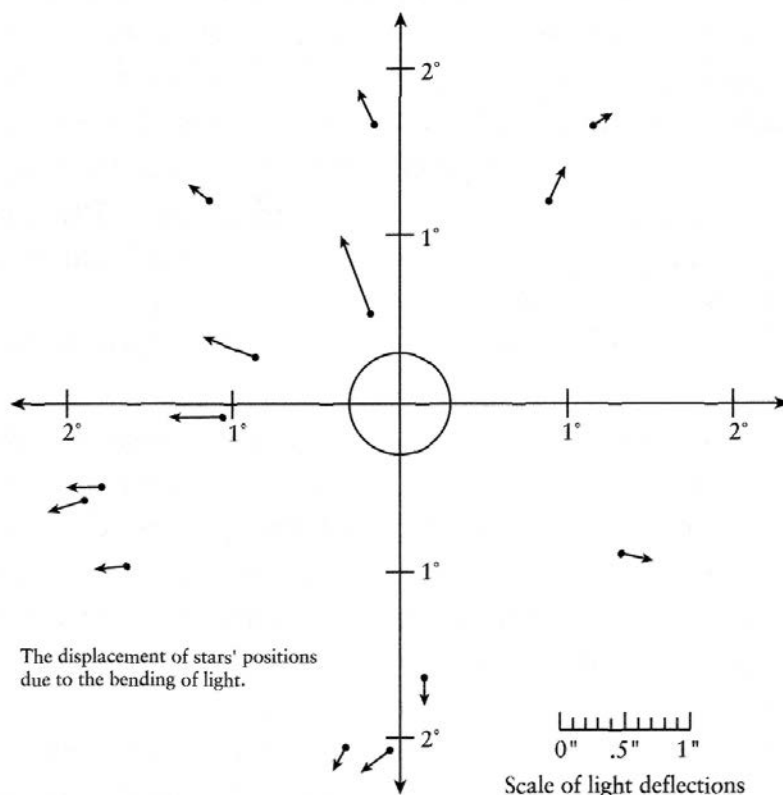 2°
1°
2°
1°
1°
2°
1°
2°
The displacement of stars' positions
due to the bending of light.
0" .5" 1"
Scale of light deflections